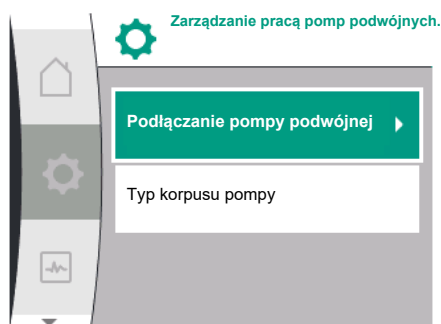 Zarządzanie pracą pomp podwójnych.
Podłączanie pompy podwójnej
Typ korpusu pompy